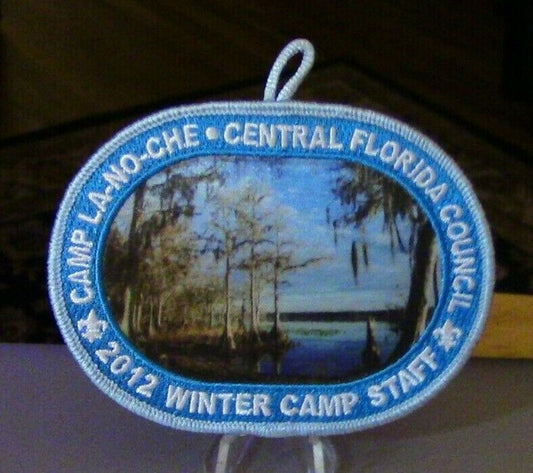 CAMP LA-NO-CHE • CENTRAL FLORIDA COUNCIL
2012 WINTER CAMP STAFF